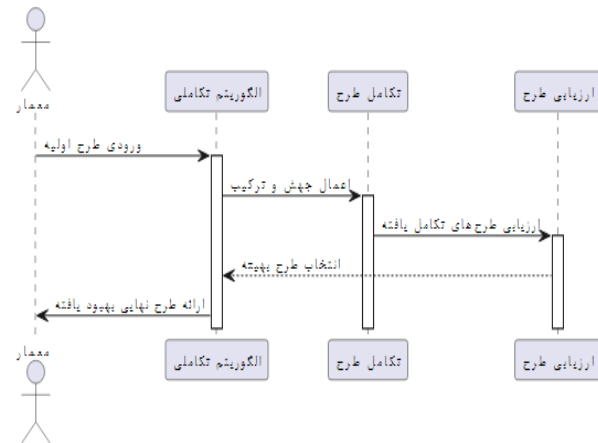 معمار
الگوریتم تکاملی
تکامل طرح
ارزیابی طرح
ورودی طرح اولیه
اعمال جهش و ترکیب
ارزیابی طرح‌های تکامل یافته
انتخاب طرح بهینه
ارائه طرح نهایی بهبود یافته
معمار
الگوریتم تکاملی
تکامل طرح
ارزیابی طرح